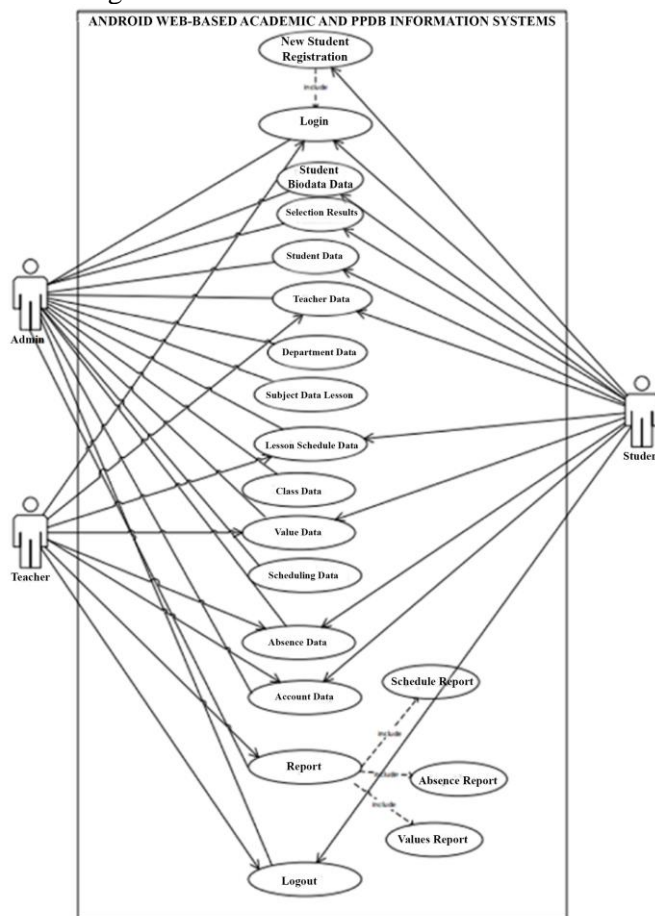 ANDROID WEB-BASED ACADEMIC AND PPDB INFORMATION SYSTEMS
New Student
Registration
include
Login
Student
Biodata Data
Selection Results
Student Data
Teacher Data
Admin
Department Data
Subject Data Lesson
Lesson Schedule Data
Student
Class Data
Value Data
Teacher
Scheduling Data
Absence Data
Schedule Report
Account Data
include
Report
include
Absence Report
include
Values Report
Logout